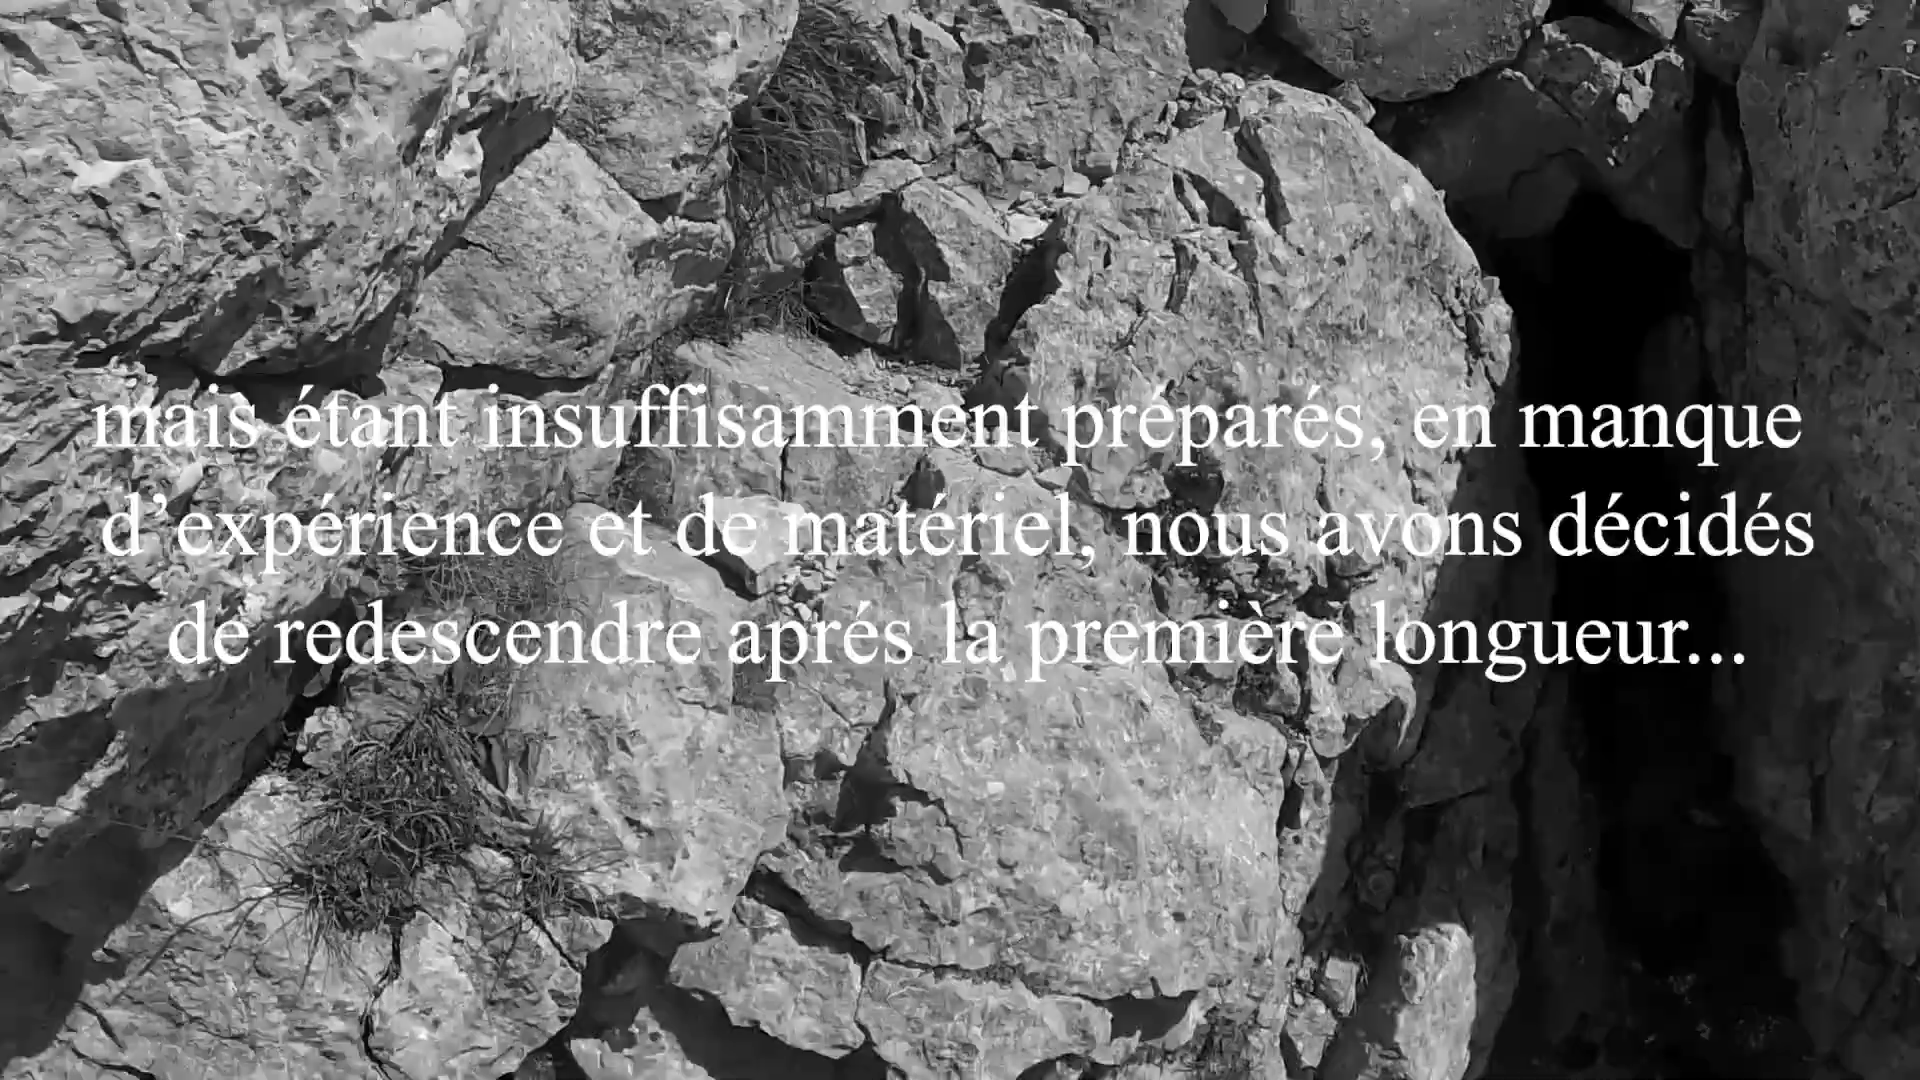 mais étant insuffisamment préparés, en manque
d’expérience et de matériel, nous avons décidés
de redescendre aprés la première longueur...